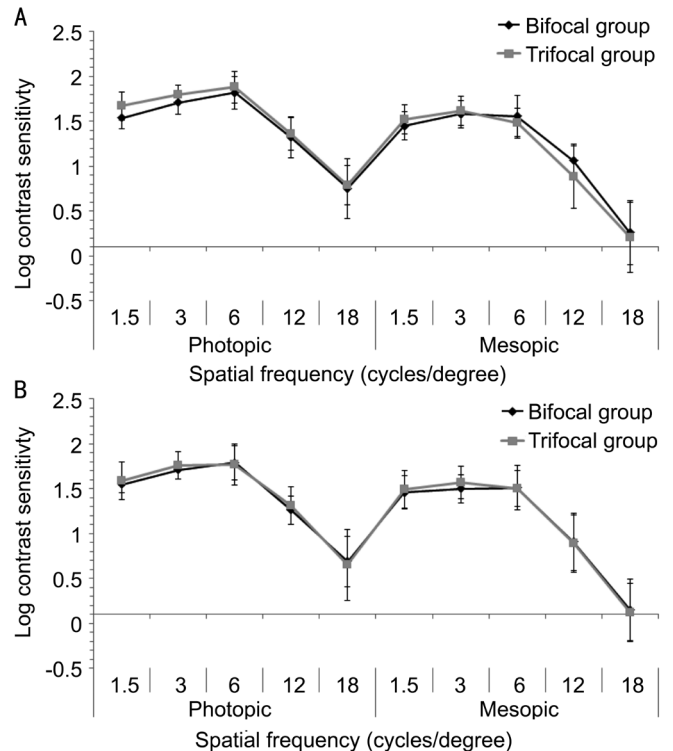 A
Bifocal group
Trifocal group
Log contrast sensitivty
2.5
2
1.5
1
0.5
0
-0.5
1.5 3 6 12 18 1.5 3 6 12 18
Photopic Mesopic
Spatial frequency (cycles/degree)
B
Bifocal group
Trifocal group
Log contrast sensitivty
2.5
2
1.5
1
0.5
0
-0.5
1.5 3 6 12 18 1.5 3 6 12 18
Photopic Mesopic
Spatial frequency (cycles/degree)